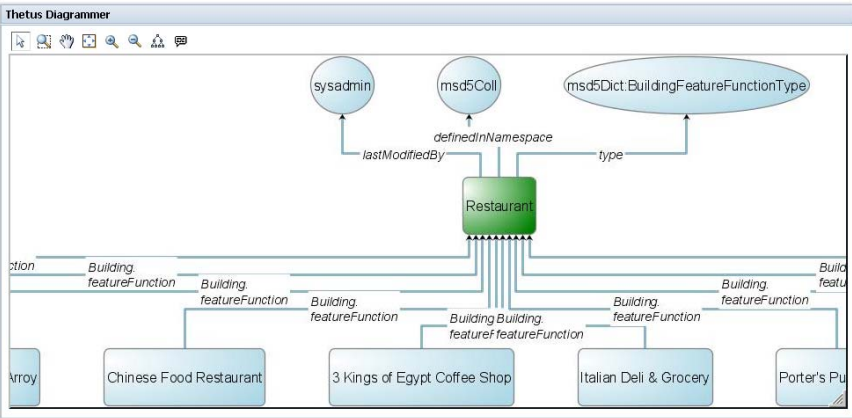 Thetus Diagrammer
sysadmin
msd5Coll
msd5Dict:BuildingFeatureFunctionType
definedInNamespace
lastModifiedBy
type
Restaurant
ction
Building.
featureFunction
Building.
featureFunction
Building.
featureFunction
Building.
featuref
Building.
featureFunction
Building.
featureFunction
Building.
featureFunction
Build
featu
Arroy
Chinese Food Restaurant
3 Kings of Egypt Coffee Shop
Italian Deli & Grocery
Porter's Pu